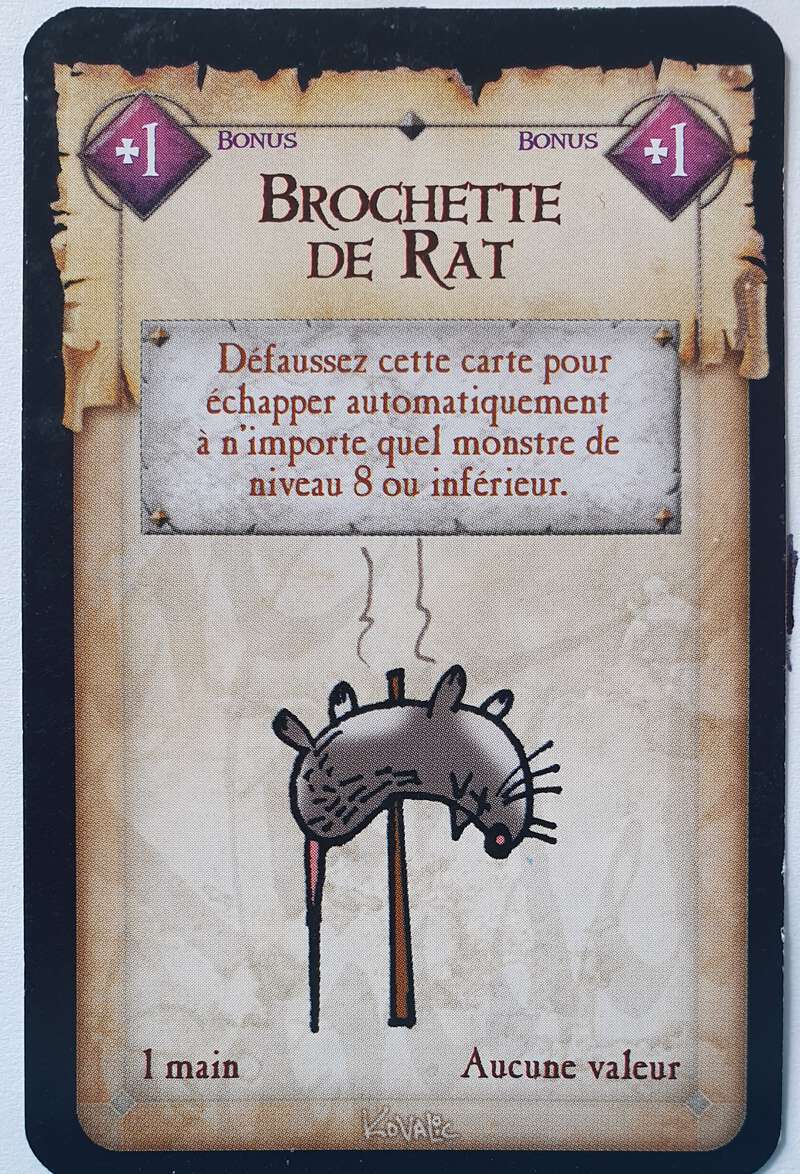 +1 BONUS BONUS +1
BROCHETTE
DE RAT
Défaussez cette carte pour
échapper automatiquement
à n'importe quel monstre de
niveau 8 ou inférieur.
1 main Aucune valeur
KOVALIC